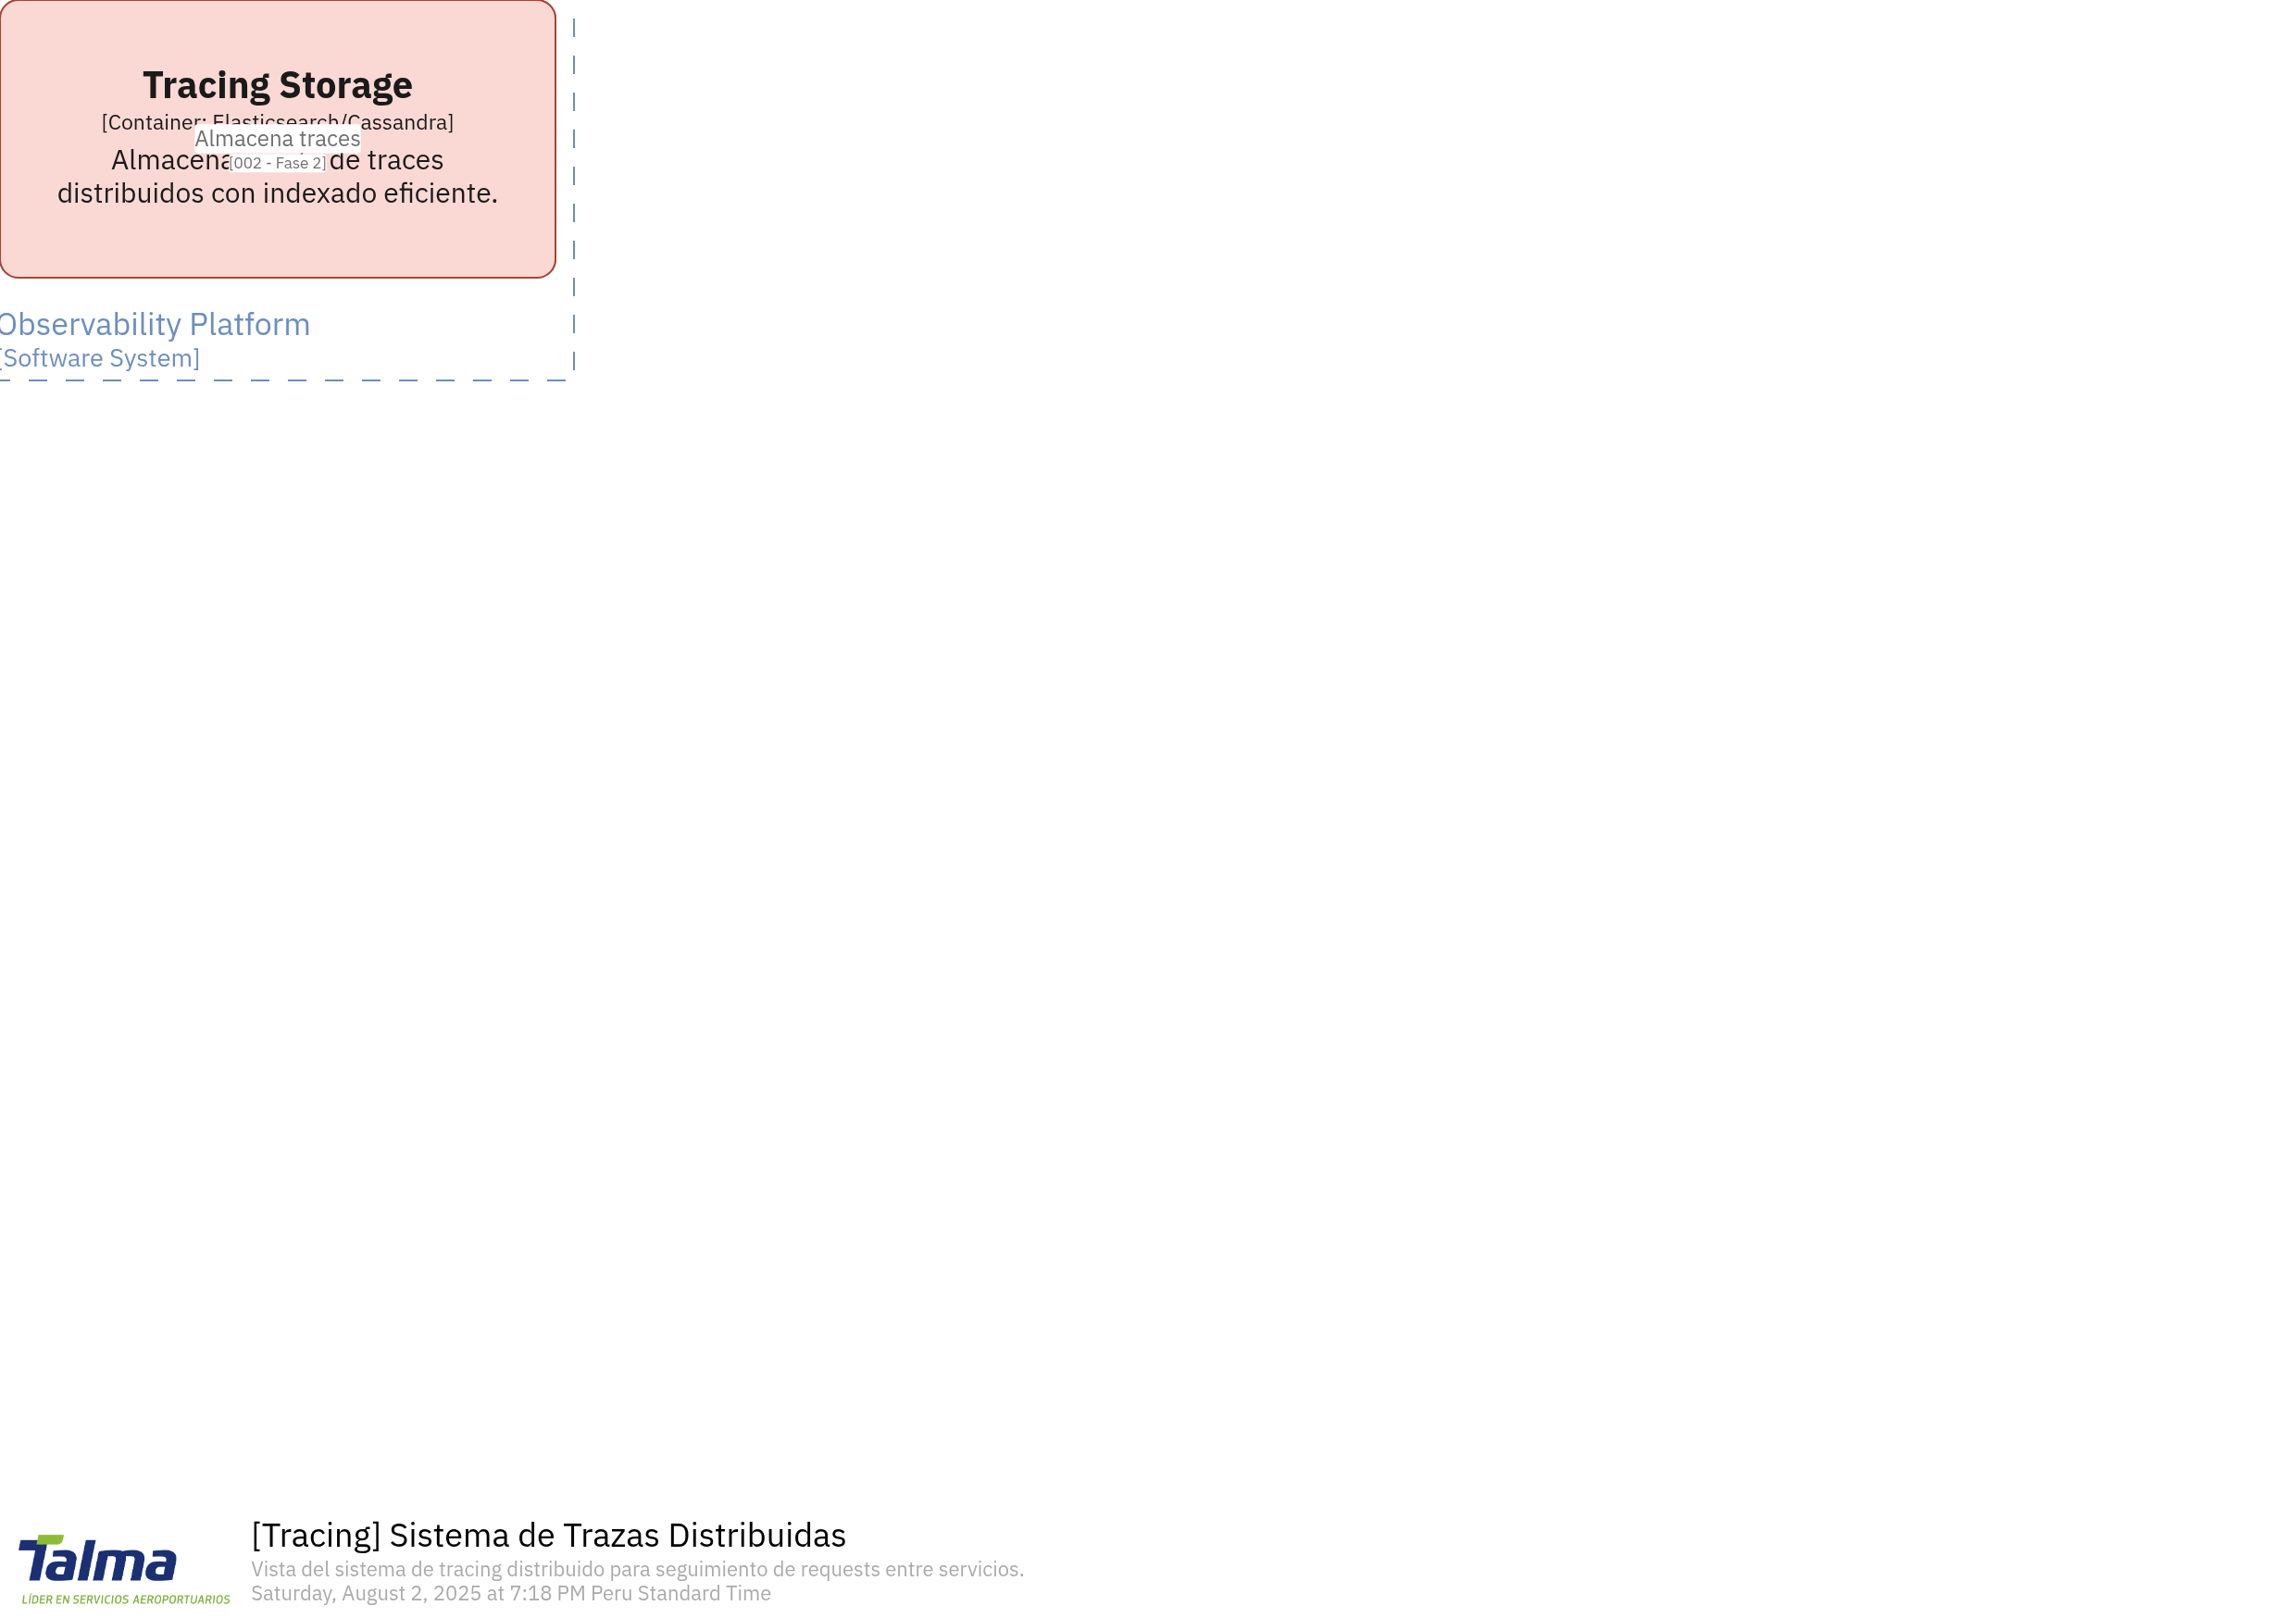 Tracing Storage
[Container: Elasticsearch/Cassandra]
Almacena traces
[002 - Fase 2]
Almacena de traces
distribuidos con indexado eficiente.
Observability Platform
[Software System]
Talma
LÍDER EN SERVICIOS AEROPORTUARIOS
[Tracing] Sistema de Trazas Distribuidas
Vista del sistema de tracing distribuido para seguimiento de requests entre servicios.
Saturday, August 2, 2025 at 7:18 PM Peru Standard Time